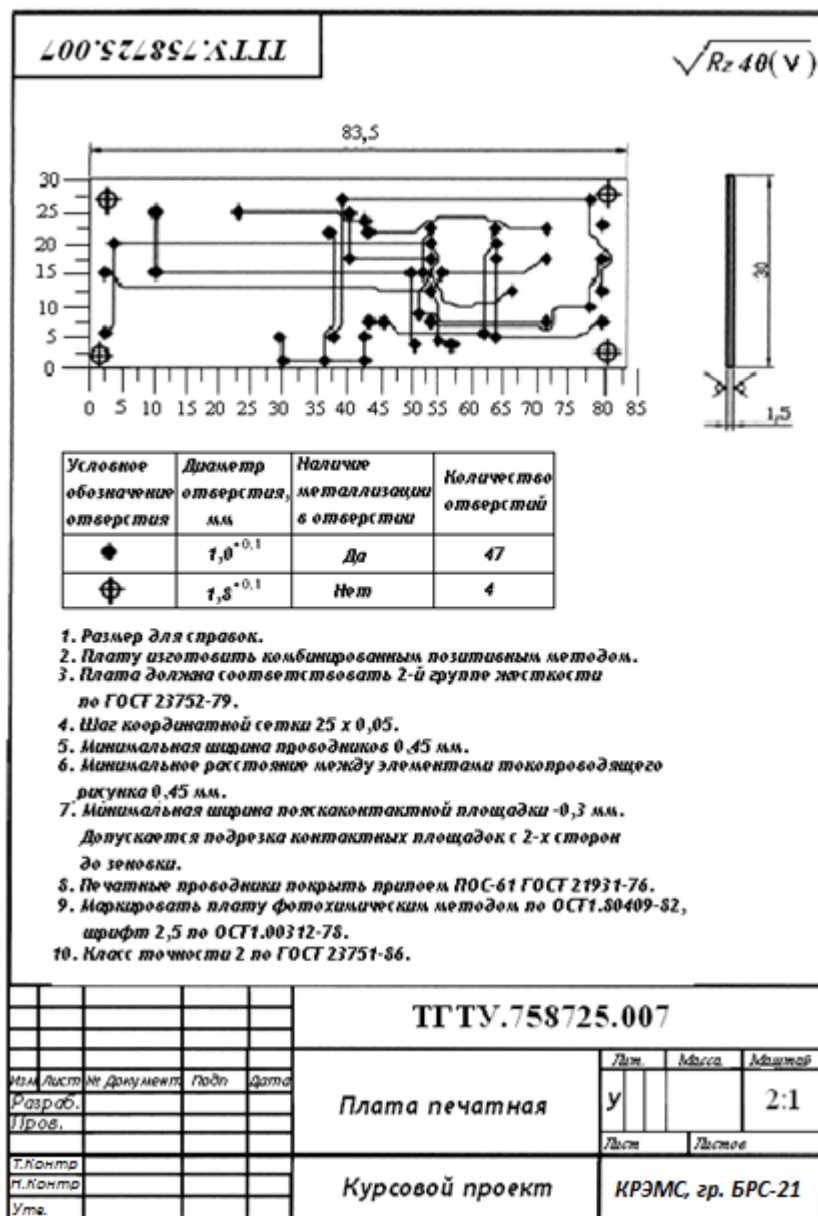 ТГТУ.758725.007
√Rz 40(∨)
83,5
30
25
20
15
10
5
0
0 5 10 15 20 25 30 35 40 45 50 55 60 65 70 75 80 85
30
1,5
Условное обозначение отверстия
Диаметр отверстия, мм
Наличие металлизации в отверстии
Количество отверстий
1,0+0,1 Да 47
1,8+0,1 Нет 4
1. Размер для справок.
2. Плату изготовить комбинированным позитивным методом.
3. Плата должна соответствовать 2-й группе жесткости
по ГОСТ 23752-79.
4. Шаг координатной сетки 25 х 0,05.
5. Минимальная ширина проводников 0,45 мм.
6. Минимальное расстояние между элементами токопроводящего
рисунка 0,45 мм.
7. Минимальная ширина пояскаконтактной площадки -0,3 мм.
Допускается подрезка контактных площадок с 2-х сторон
до зеновки.
8. Печатные проводники покрыть припоем ПОС-61 ГОСТ 21931-76.
9. Маркировать плату фотохимическим методом по ОСТ1.80409-82,
шрифт 2,5 по ОСТ1.00312-78.
10. Класс точности 2 по ГОСТ 23751-86.
ТГТУ.758725.007
Изм Лист № Документ Подп Дата
Разраб.
Пров.
Т.Контр
Н.Контр
Утв.
Плата печатная
Лит. Масса Маштаб
У 2:1
Лист Листов
Курсовой проект
КРЭМС, гр. БРС-21